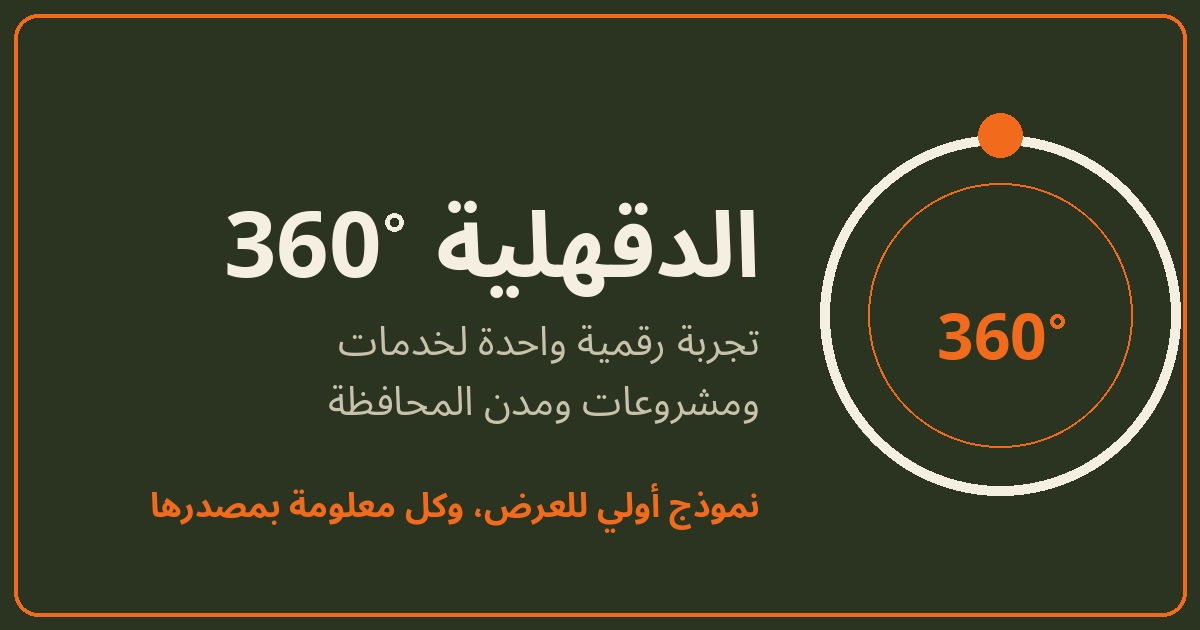 360°
الدقهلية 360°
تجربة رقمية واحدة لخدمات
ومشروعات ومدن المحافظة
نموذج أولي للعرض، وكل معلومة بمصدرها